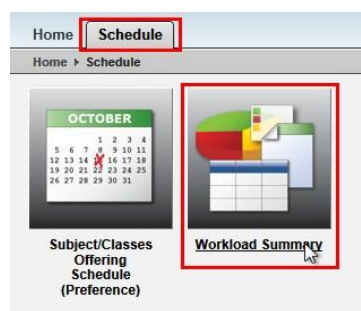 Home Schedule
Home ▸ Schedule
OCTOBER
1 2 3 4
5 6 7 8 9 10 11
12 13 14 16 17 18
19 20 21 22 23 24 25
26 27 28 29 30 31
Subject/Classes
Offering
Schedule
(Preference)
Workload Summary